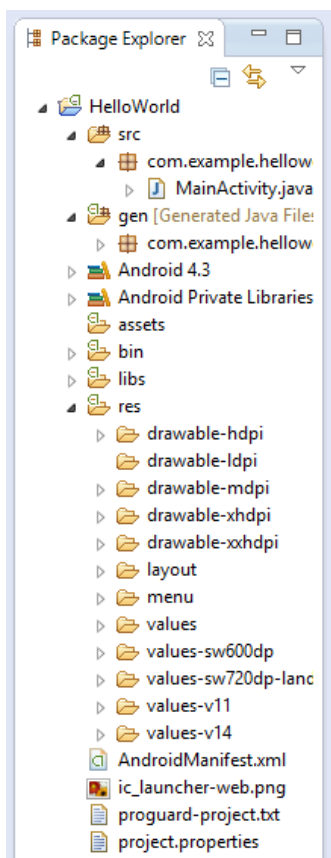 Package Explorer
HelloWorld
src
com.example.hellow
MainActivity.java
gen [Generated Java Files
com.example.hellow
Android 4.3
Android Private Libraries
assets
bin
libs
res
drawable-hdpi
drawable-ldpi
drawable-mdpi
drawable-xhdpi
drawable-xxhdpi
layout
menu
values
values-sw600dp
values-sw720dp-land
values-v11
values-v14
AndroidManifest.xml
ic_launcher-web.png
proguard-project.txt
project.properties